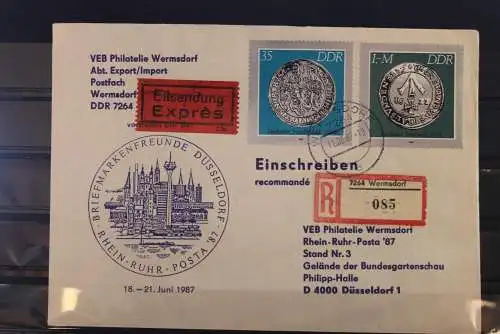 VEB Philatelie Wermsdorf
Abt. Export/Import
Postfach
Wermsdorf
DDR 7264
Eilsendung
Exprès
35 DDR
1,-M DDR
Einschreiben
recommandé
R
7264 Wermsdorf
085
BRIEFMARKENFREUNDE DÜSSELDORF
RHEIN-RUHR-POSTA '87
18.–21. Juni 1987
VEB Philatelie Wermsdorf
Rhein-Ruhr-Posta '87
Stand Nr. 3
Gelände der Bundesgartenschau
Philipp-Halle
D 4000 Düsseldorf 1